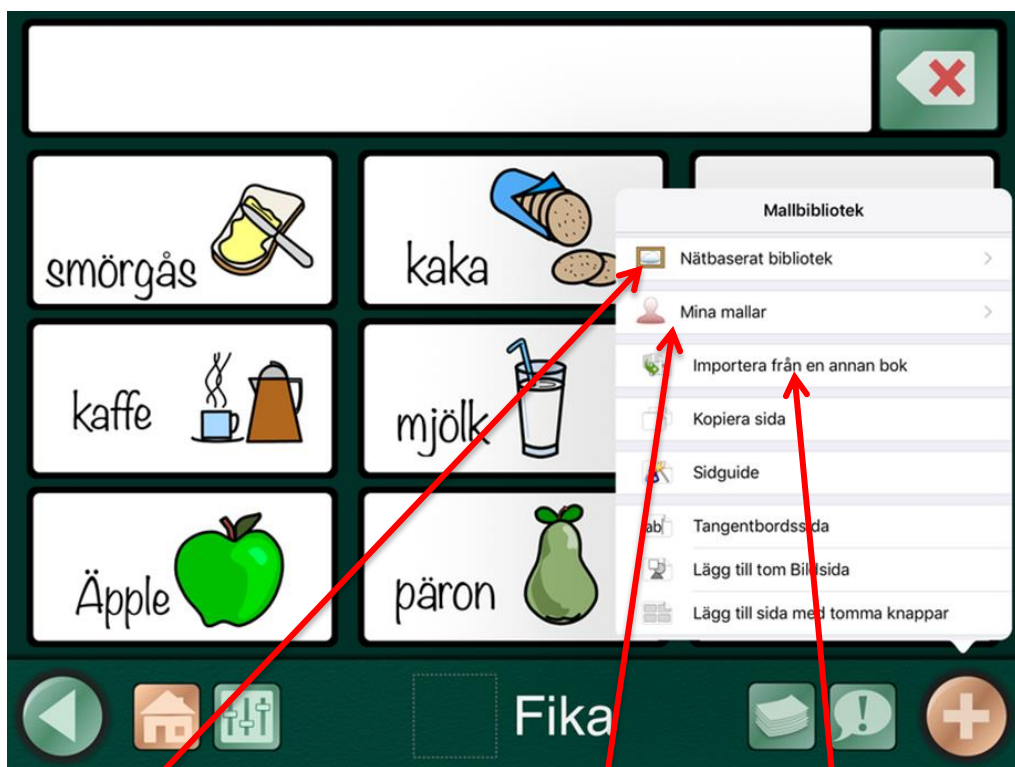 smörgås
kaka
kaffe
mjölk
Äpple
päron
Mallbibliotek
Nätbaserat bibliotek
Mina mallar
Importera från en annan bok
Kopiera sida
Sidguide
ab
Tangentbordssida
Lägg till tom Bildsida
Lägg till sida med tomma knappar
Fika